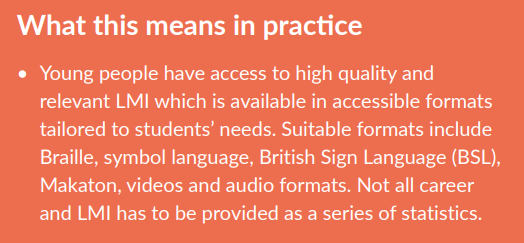 What this means in practice
• Young people have access to high quality and
relevant LMI which is available in accessible formats
tailored to students’ needs. Suitable formats include
Braille, symbol language, British Sign Language (BSL),
Makaton, videos and audio formats. Not all career
and LMI has to be provided as a series of statistics.